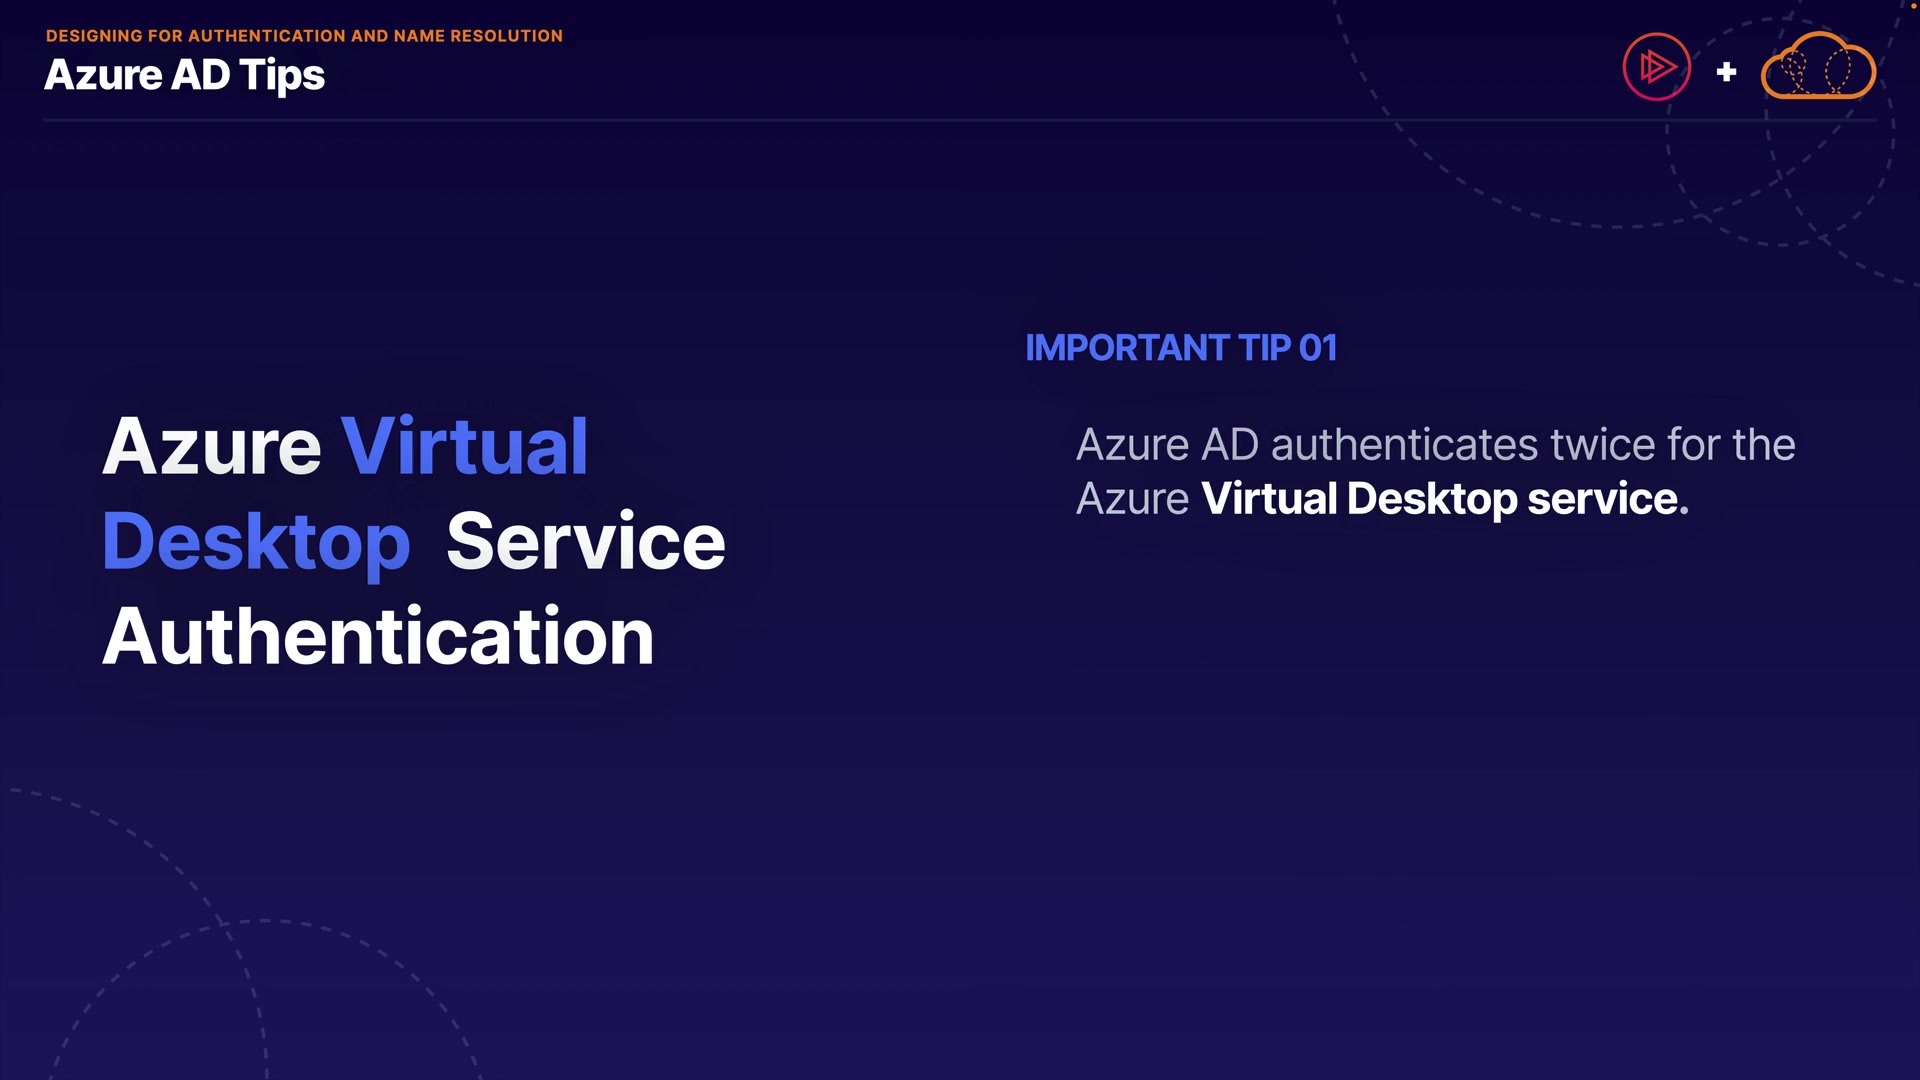 DESIGNING FOR AUTHENTICATION AND NAME RESOLUTION
Azure AD Tips
Azure Virtual
Desktop Service
Authentication
IMPORTANT TIP 01
Azure AD authenticates twice for the
Azure Virtual Desktop service.